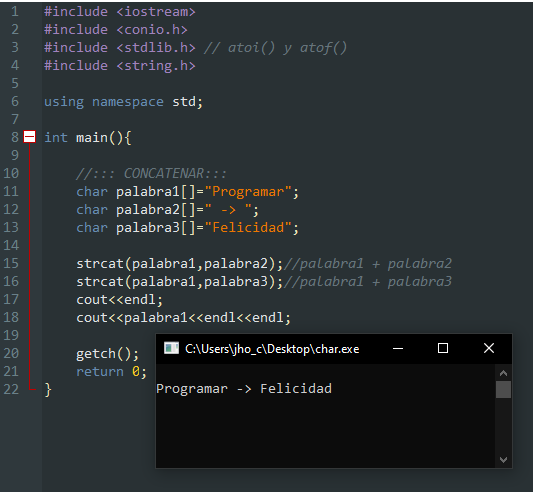 1 #include <iostream>
2 #include <conio.h>
3 #include <stdlib.h> // atoi() y atof()
4 #include <string.h>
5
6 using namespace std;
7
8 int main(){
9
10 //::: CONCATENAR:::
11 char palabra1[]="Programar";
12 char palabra2[]=" -> ";
13 char palabra3[]="Felicidad";
14
15 strcat(palabra1,palabra2);//palabra1 + palabra2
16 strcat(palabra1,palabra3);//palabra1 + palabra3
17 cout<<endl;
18 cout<<palabra1<<endl<<endl;
19
20 getch();
21 return 0;
22 }
C:\Users\jho_c\Desktop\char.exe
Programar -> Felicidad